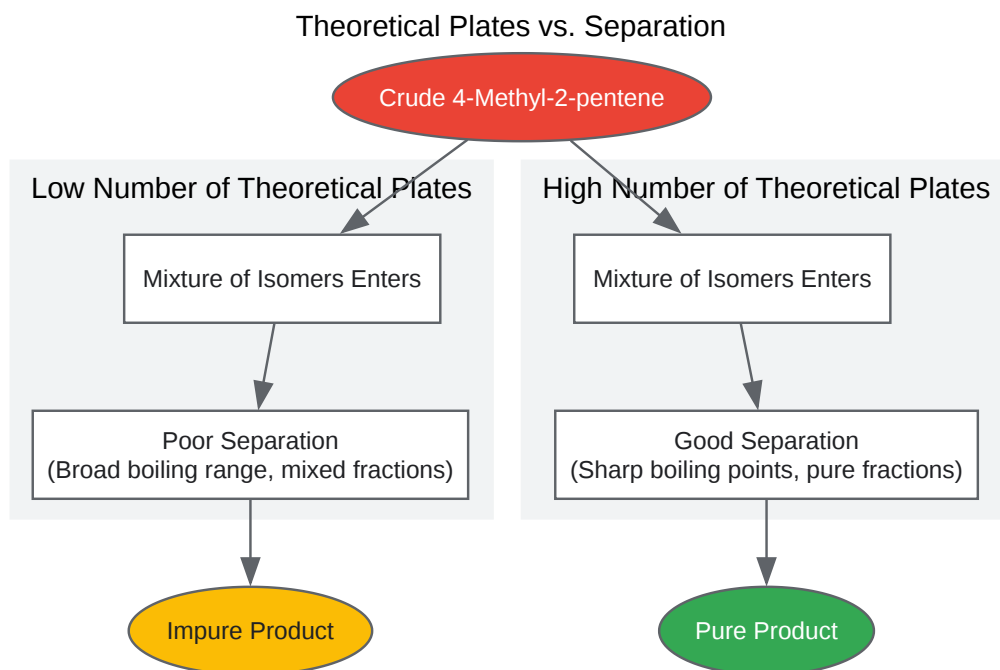 Theoretical Plates vs. Separation
Crude 4-Methyl-2-pentene
Low Number of Theoretical Plates
Mixture of Isomers Enters
Poor Separation
(Broad boiling range, mixed fractions)
Impure Product
High Number of Theoretical Plates
Mixture of Isomers Enters
Good Separation
(Sharp boiling points, pure fractions)
Pure Product